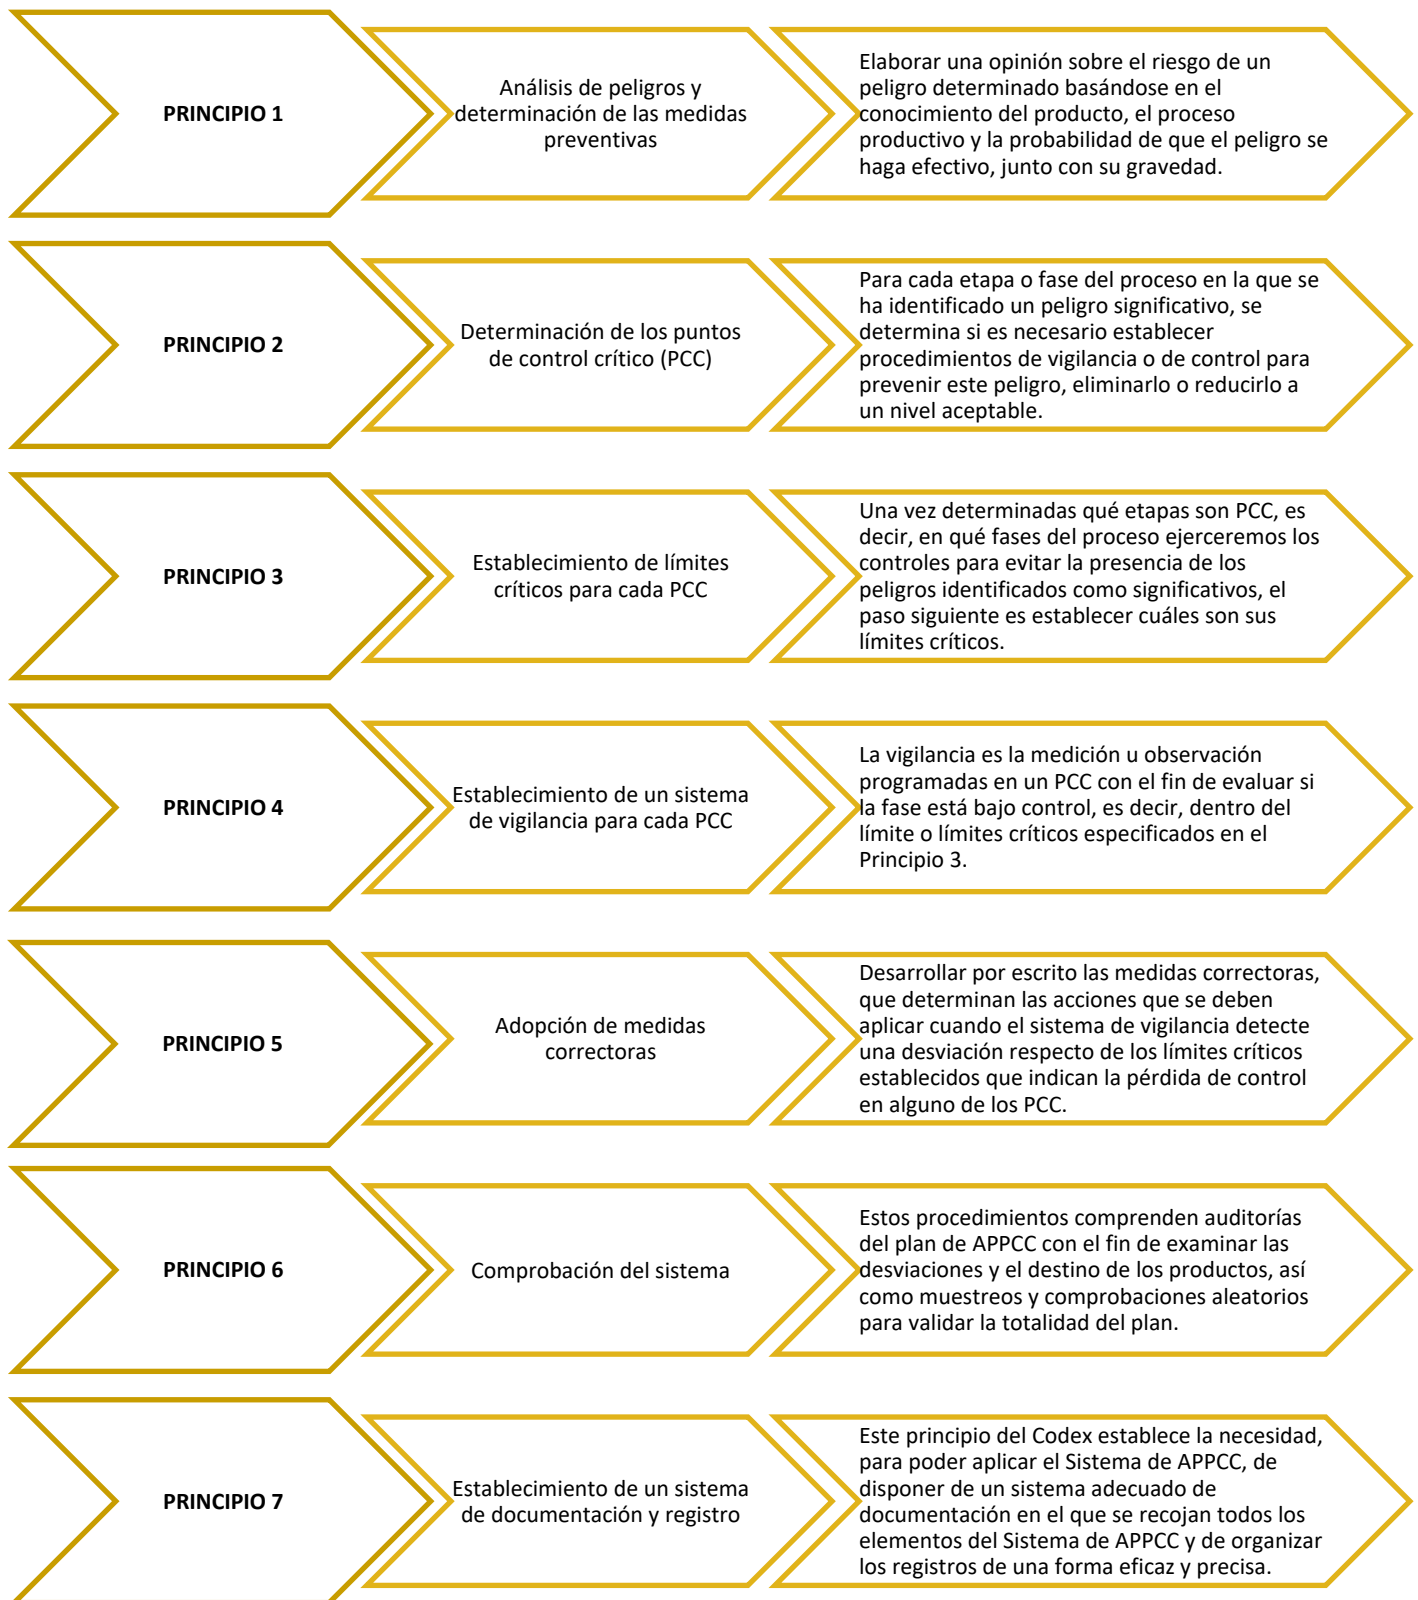 PRINCIPIO 1
Análisis de peligros y
determinación de las medidas
preventivas
Elaborar una opinión sobre el riesgo de un
peligro determinado basándose en el
conocimiento del producto, el proceso
productivo y la probabilidad de que el peligro se
haga efectivo, junto con su gravedad.
PRINCIPIO 2
Determinación de los puntos
de control crítico (PCC)
Para cada etapa o fase del proceso en la que se
ha identificado un peligro significativo, se
determina si es necesario establecer
procedimientos de vigilancia o de control para
prevenir este peligro, eliminarlo o reducirlo a
un nivel aceptable.
PRINCIPIO 3
Establecimiento de límites
críticos para cada PCC
Una vez determinadas qué etapas son PCC, es
decir, en qué fases del proceso ejerceremos los
controles para evitar la presencia de los
peligros identificados como significativos, el
paso siguiente es establecer cuáles son sus
límites críticos.
PRINCIPIO 4
Establecimiento de un sistema
de vigilancia para cada PCC
La vigilancia es la medición u observación
programadas en un PCC con el fin de evaluar si
la fase está bajo control, es decir, dentro del
límite o límites críticos especificados en el
Principio 3.
PRINCIPIO 5
Adopción de medidas
correctoras
Desarrollar por escrito las medidas correctoras,
que determinan las acciones que se deben
aplicar cuando el sistema de vigilancia detecte
una desviación respecto de los límites críticos
establecidos que indican la pérdida de control
en alguno de los PCC.
PRINCIPIO 6
Comprobación del sistema
Estos procedimientos comprenden auditorías
del plan de APPCC con el fin de examinar las
desviaciones y el destino de los productos, así
como muestreos y comprobaciones aleatorios
para validar la totalidad del plan.
PRINCIPIO 7
Establecimiento de un sistema
de documentación y registro
Este principio del Codex establece la necesidad,
para poder aplicar el Sistema de APPCC, de
disponer de un sistema adecuado de
documentación en el que se recojan todos los
elementos del Sistema de APPCC y de organizar
los registros de una forma eficaz y precisa.